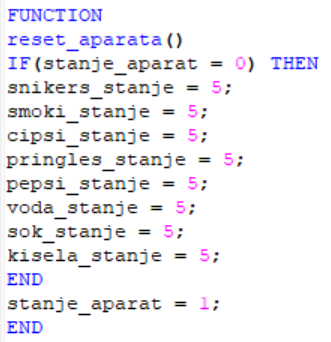 FUNCTION
reset_aparata()
IF(stanje_aparat = 0) THEN
snikers_stanje = 5;
smoki_stanje = 5;
cipsi_stanje = 5;
pringles_stanje = 5;
pepsi_stanje = 5;
voda_stanje = 5;
sok_stanje = 5;
kisela_stanje = 5;
END
stanje_aparat = 1;
END